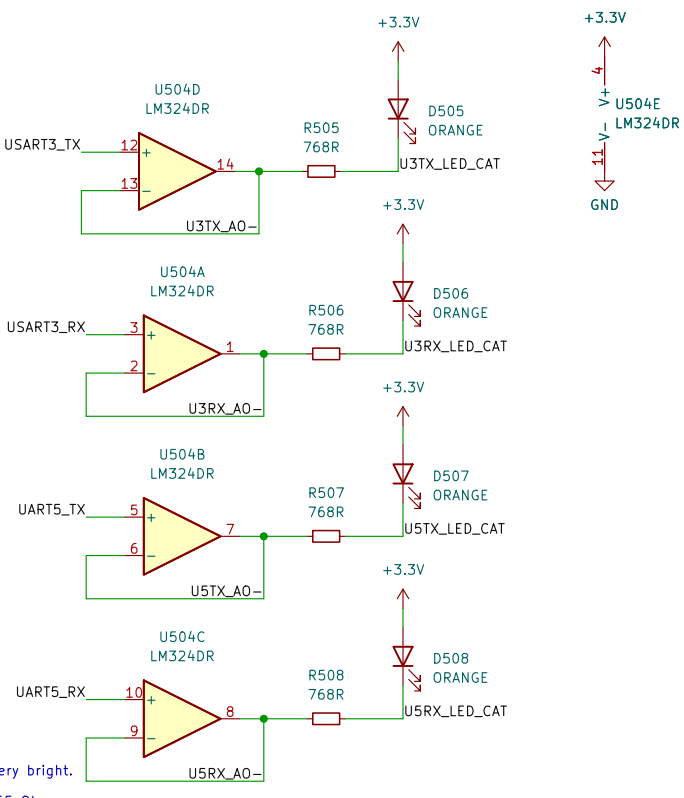 +3.3V
U504D
LM324DR
USART3_TX
12
+
13
−
14
R505
768R
D505
ORANGE
U3TX_LED_CAT
U3TX_AO−
+3.3V
4
V+
U504E
LM324DR
V−
11
GND
+3.3V
U504A
LM324DR
USART3_RX
3
+
2
−
1
R506
768R
D506
ORANGE
U3RX_LED_CAT
U3RX_AO−
+3.3V
U504B
LM324DR
UART5_TX
5
+
6
−
7
R507
768R
D507
ORANGE
U5TX_LED_CAT
U5TX_AO−
+3.3V
U504C
LM324DR
UART5_RX
10
+
9
−
8
R508
768R
D508
ORANGE
U5RX_LED_CAT
U5RX_AO−
ery bright.